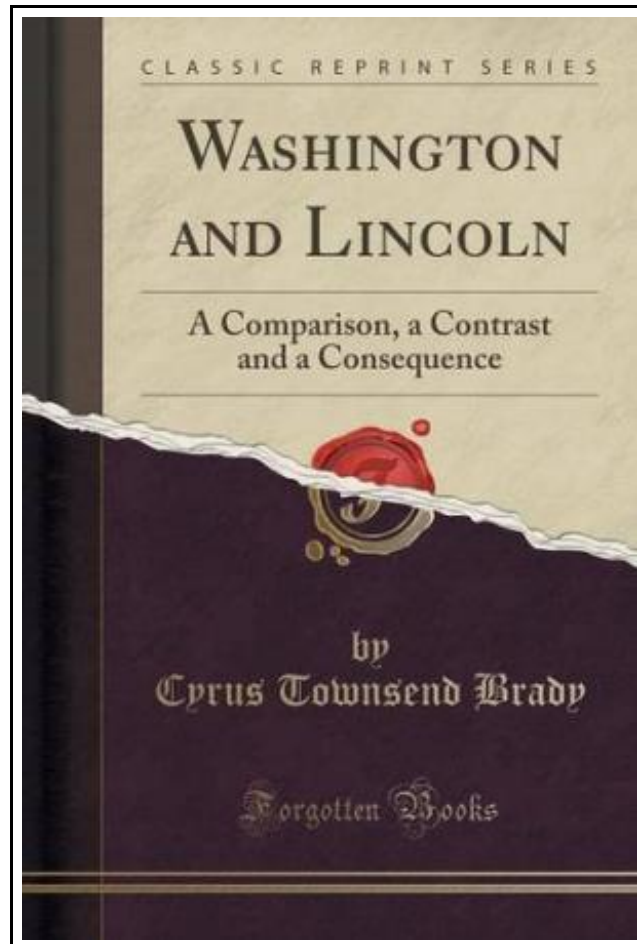 CLASSIC REPRINT SERIES
WASHINGTON
AND LINCOLN
A Comparison, a Contrast
and a Consequence
by
Cyrus Townsend Brady
Forgotten Books